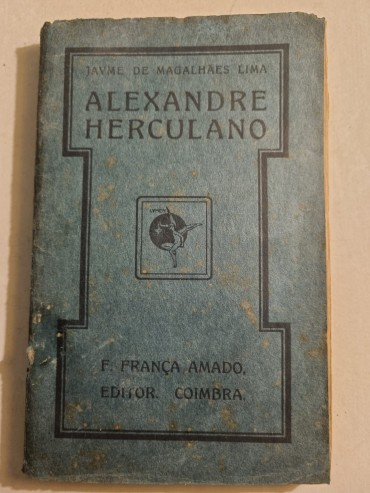 JAYME DE MAGALHÃES LIMA
ALEXANDRE
HERCULANO
F. FRANÇA AMADO,
EDITOR. COIMBRA.